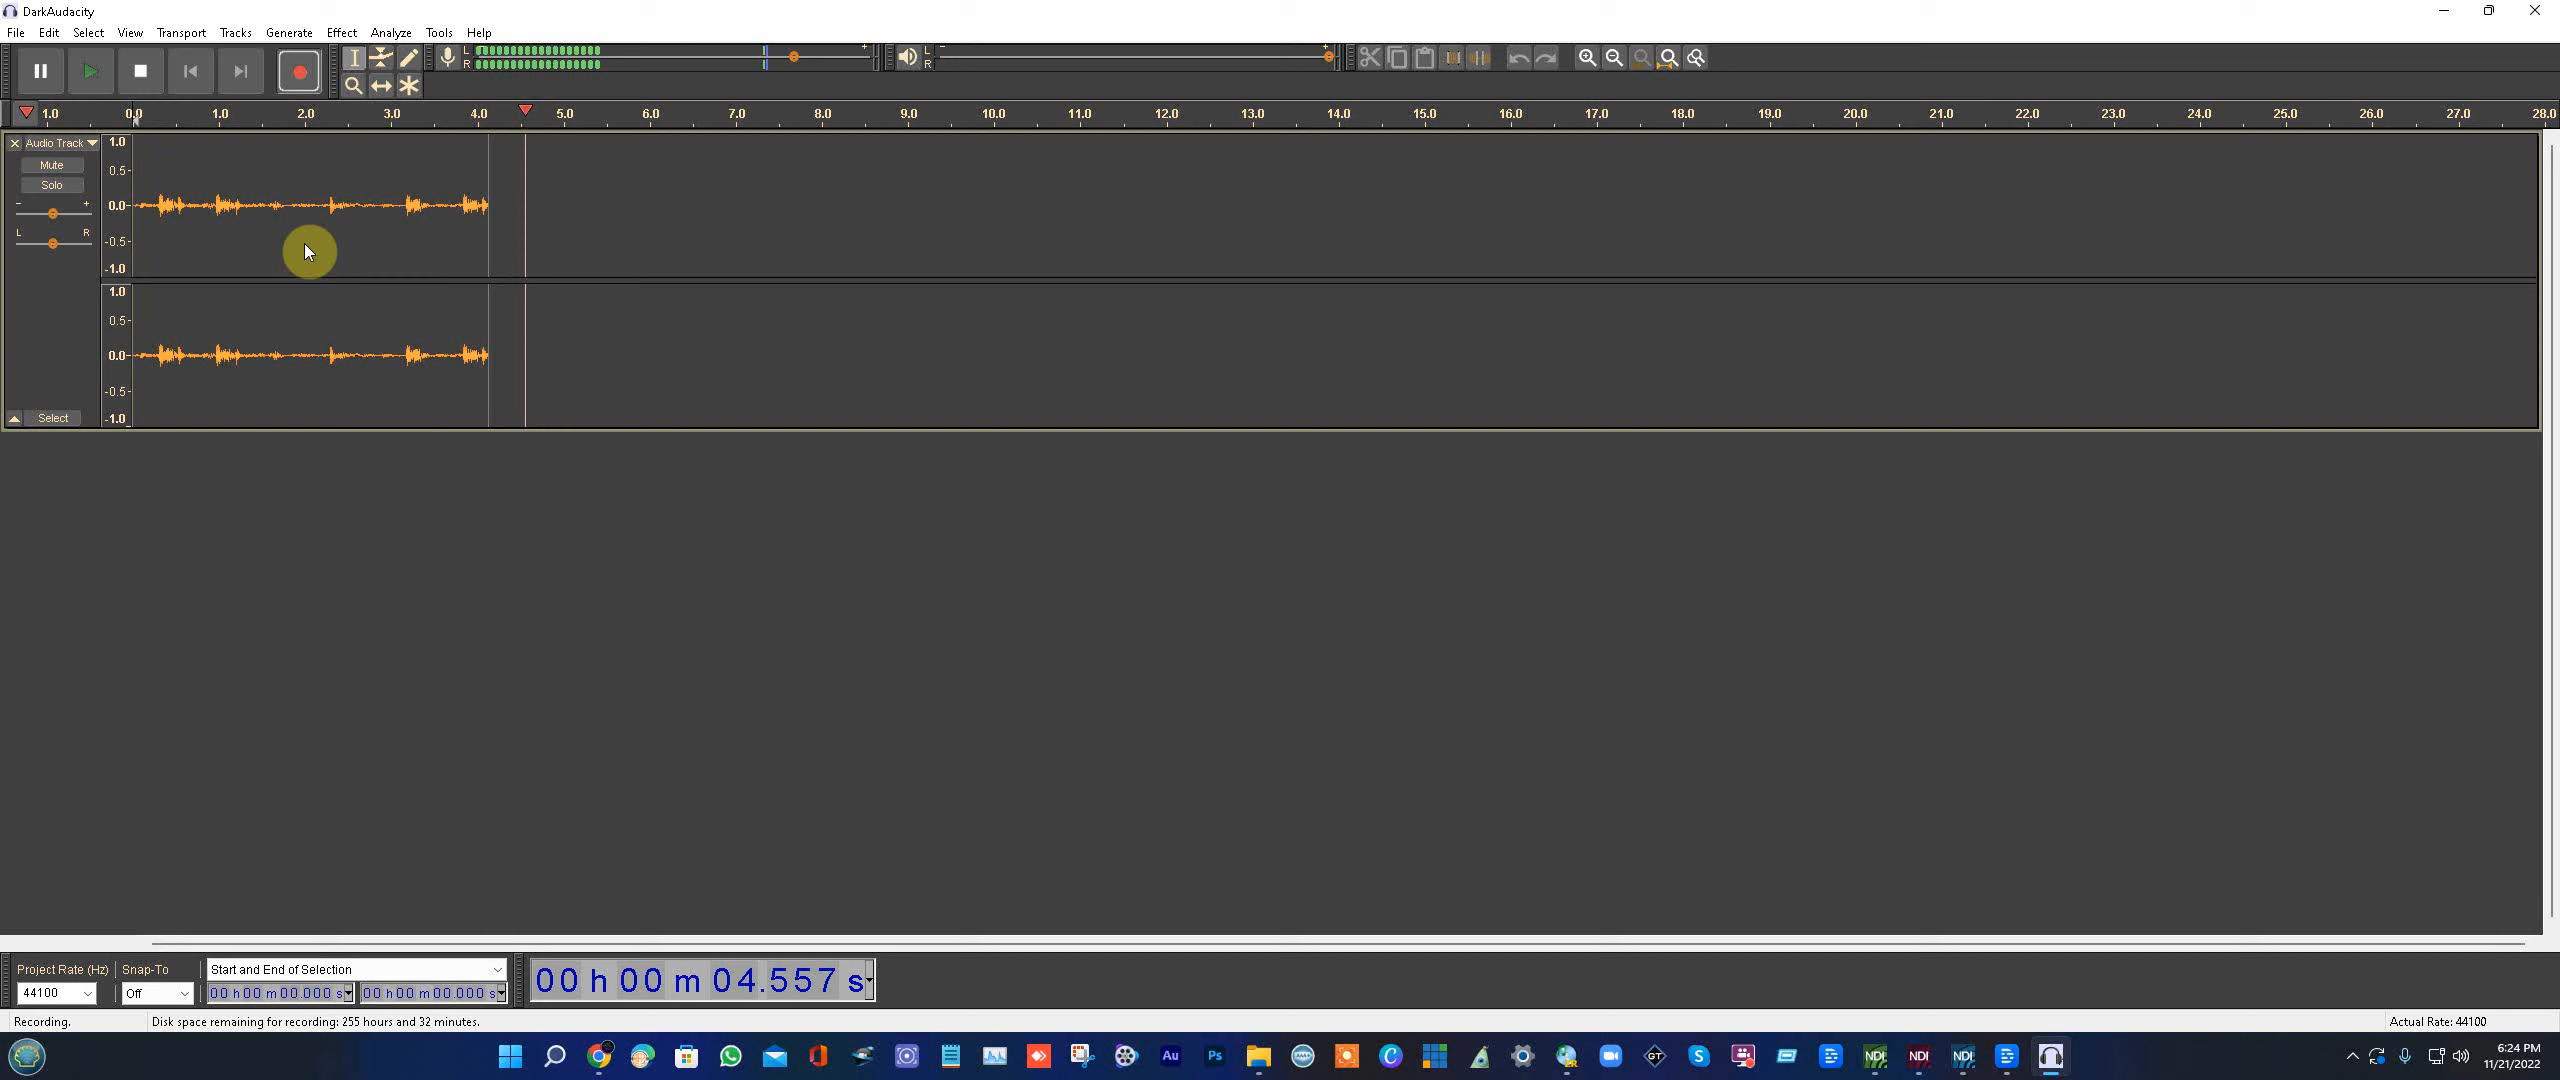 DarkAudacity
File Edit Select View Transport Tracks Generate Effect Analyze Tools Help
L
R
L
R
1.0 0.0 1.0 2.0 3.0 4.0 5.0 6.0 7.0 8.0 9.0 10.0 11.0 12.0 13.0 14.0 15.0 16.0 17.0 18.0 19.0 20.0 21.0 22.0 23.0 24.0 25.0 26.0 27.0 28.0
Audio Track 1.0
Mute
0.5-
Solo
- + 0.0-
L R
-0.5-
-1.0
1.0
0.5-
0.0-
-0.5-
Select -1.0
Project Rate (Hz) Snap-To Start and End of Selection
44100 Off 00 h 00 m 00.000 s 00 h 00 m 00.000 s
00 h 00 m 04.557 s
Recording. Disk space remaining for recording: 255 hours and 32 minutes. Actual Rate: 44100
Au Ps GT NDI NDI NDI
6:24 PM
11/21/2022